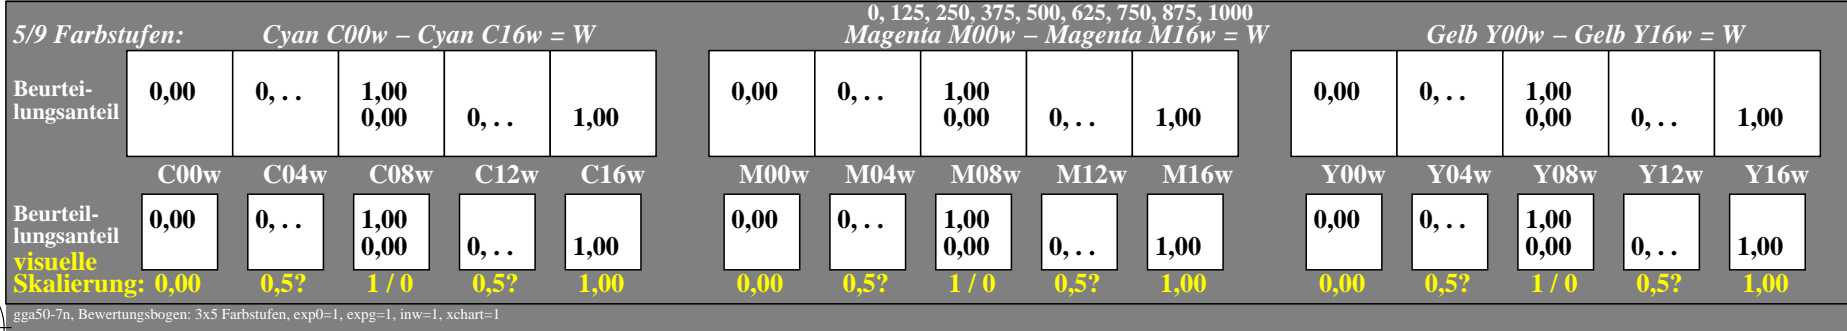 0, 125, 250, 375, 500, 625, 750, 875, 1000
5/9 Farbstufen: Cyan C00w – Cyan C16w = W Magenta M00w – Magenta M16w = W Gelb Y00w – Gelb Y16w = W
Beurtei- 0,00 0, . . 1,00 0,00 0, . . 1,00 0,00 0, . . 1,00
lungsanteil 0,00 0, . . 1,00 0,00 0, . . 1,00 0,00 0, . . 1,00
C00w C04w C08w C12w C16w M00w M04w M08w M12w M16w Y00w Y04w Y08w Y12w Y16w
Beurteil- 0,00 0, . . 1,00 0,00 0, . . 1,00 0,00 0, . . 1,00
lungsanteil 0,00 0, . . 1,00 0,00 0, . . 1,00 0,00 0, . . 1,00
visuelle
Skalierung: 0,00 0,5? 1 / 0 0,5? 1,00 0,00 0,5? 1 / 0 0,5? 1,00 0,00 0,5? 1 / 0 0,5? 1,00
gga50-7n, Bewertungsbogen: 3x5 Farbstufen, exp0=1, expg=1, inw=1, xchart=1